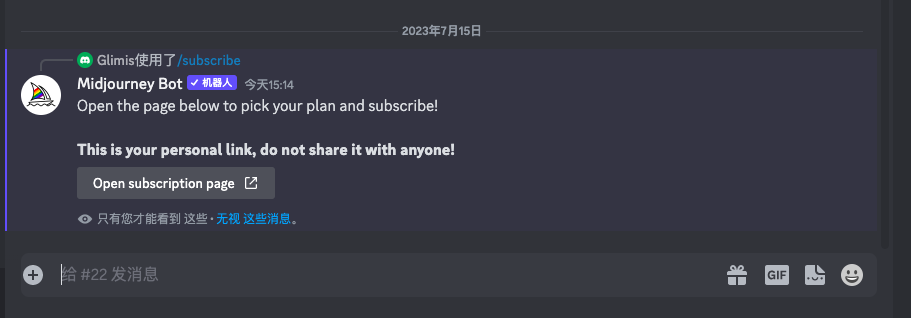 2023年7月15日
Glimis使用了/subscribe
Midjourney Bot ✓ 机器人 今天15:14
Open the page below to pick your plan and subscribe!
This is your personal link, do not share it with anyone!
Open subscription page
只有您才能看到 这些 • 无视 这些消息。
给 #22 发消息
GIF